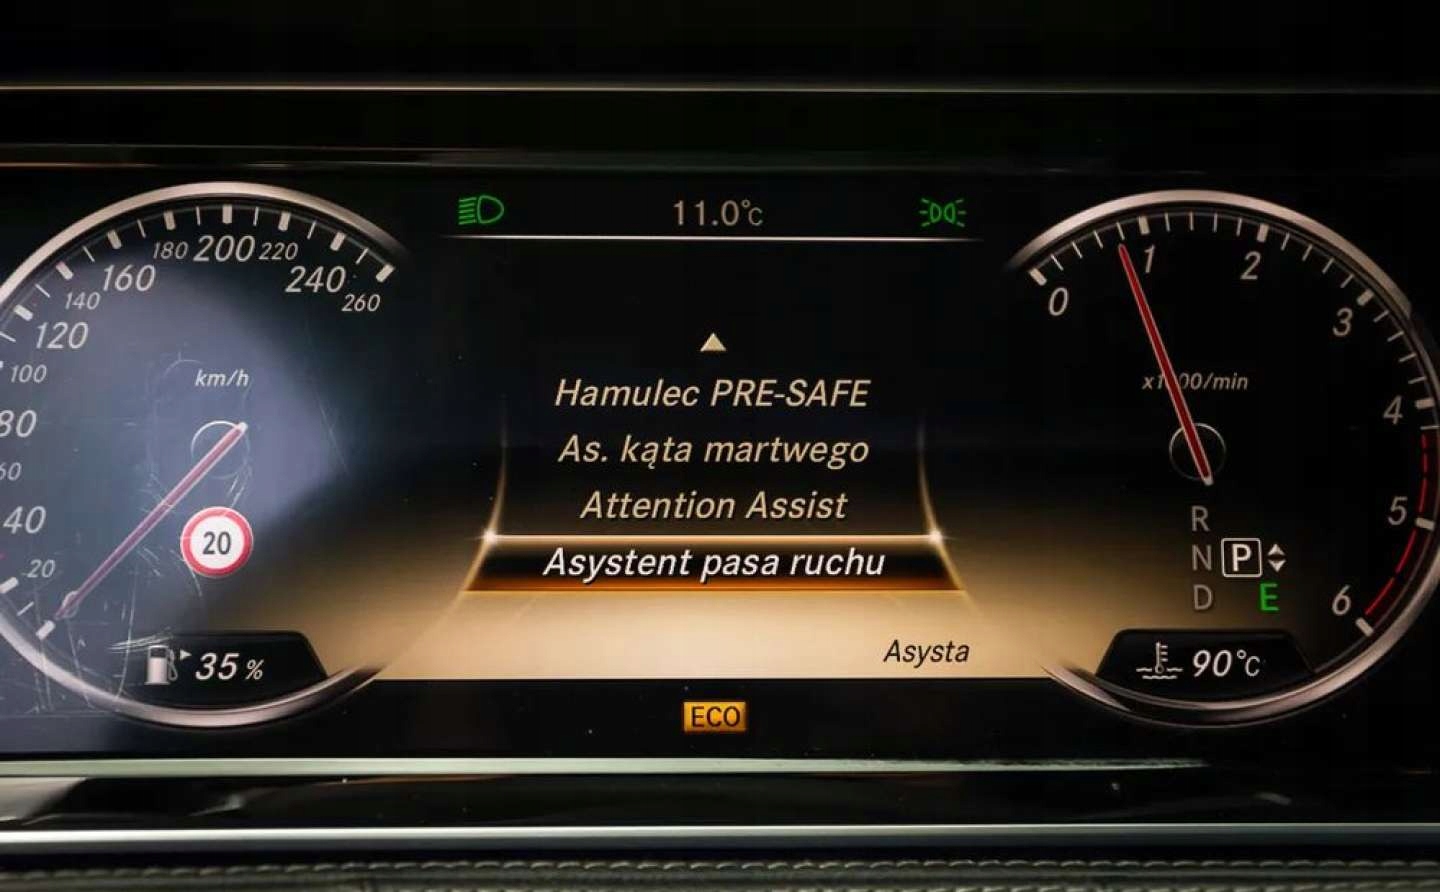 11.0°C
180 200 220
160 240
140 260
120
100
80
60
40
20
km/h
20
35 %
Hamulec PRE-SAFE
As. kąta martwego
Attention Assist
Asystent pasa ruchu
Asysta
ECO
0
1
2
3
4
5
6
R
N P
D E
90°C